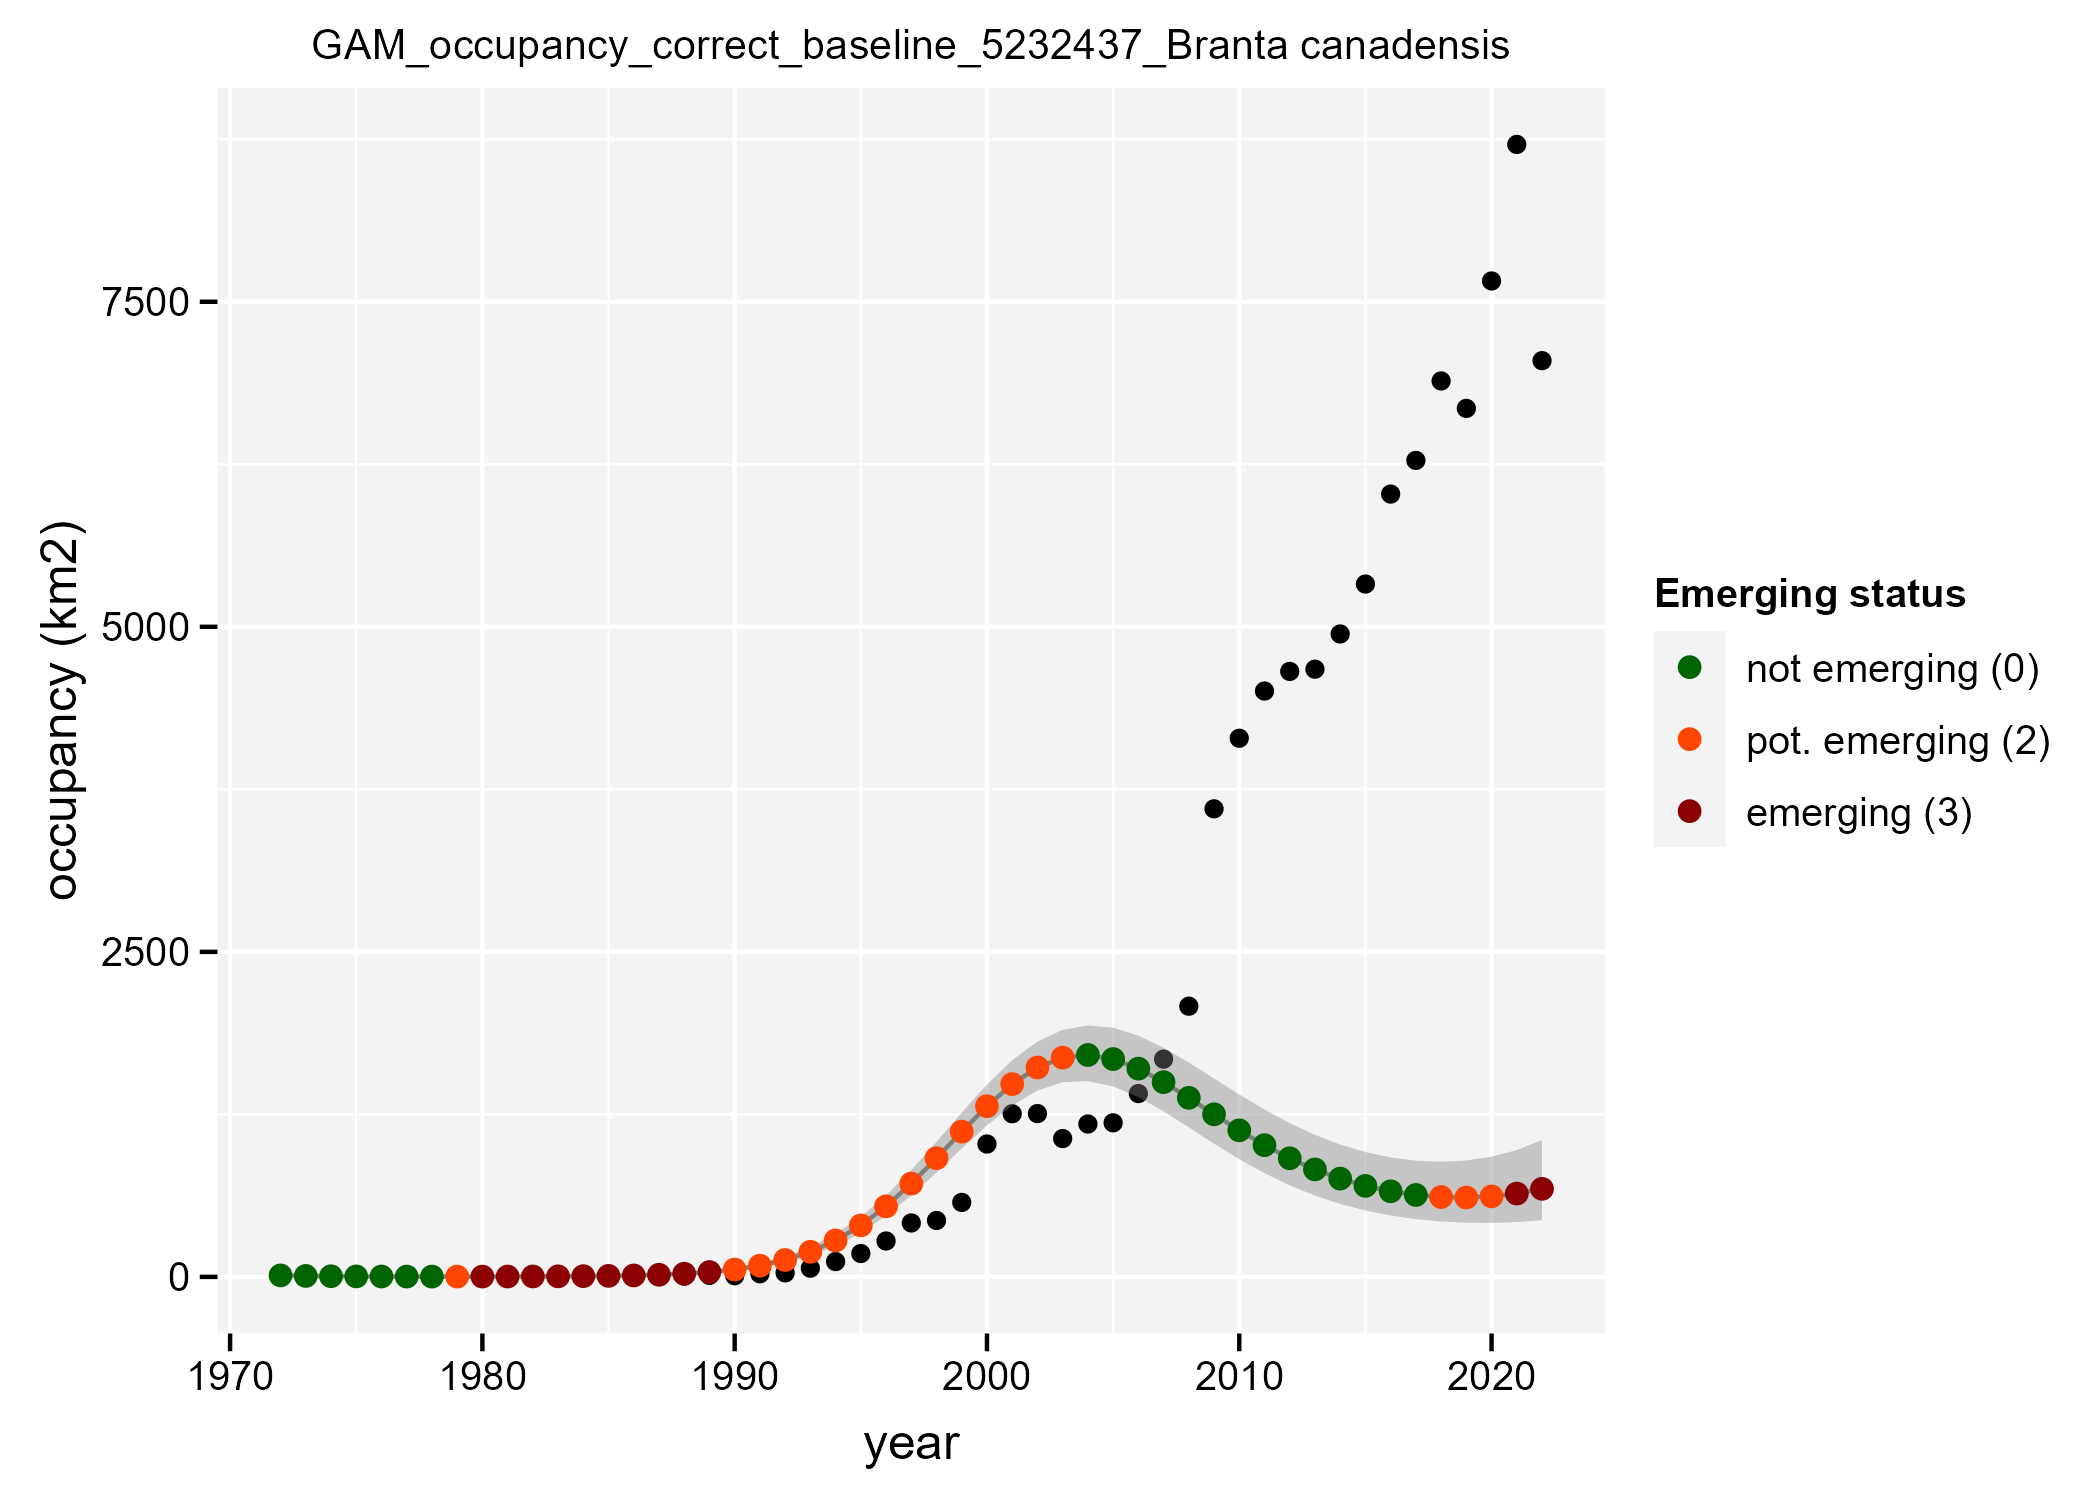 GAM_occupancy_correct_baseline_5232437_Branta canadensis
occupancy (km2)
7500
5000
2500
0
1970 1980 1990 2000 2010 2020
year
Emerging status
not emerging (0)
pot. emerging (2)
emerging (3)